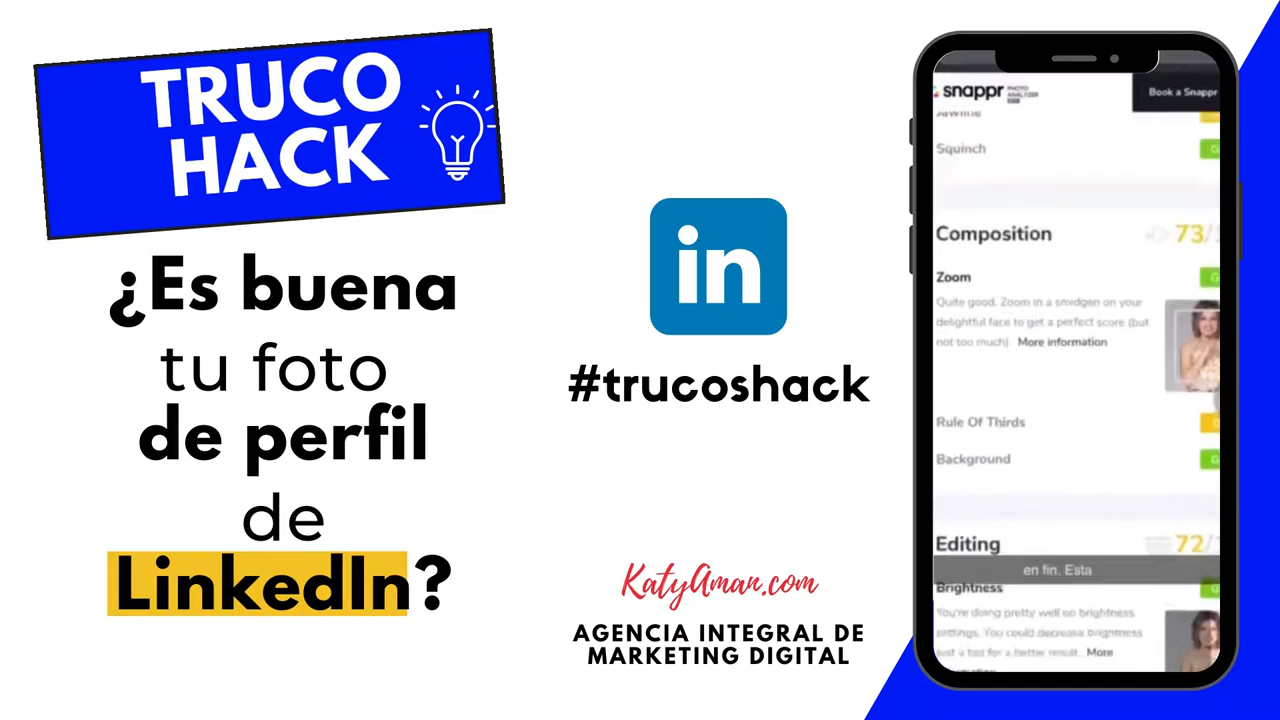 TRUCO
HACK
¿Es buena
tu foto
de perfil
de
LinkedIn?
in
#trucoshack
KatyAman.com
AGENCIA INTEGRAL DE
MARKETING DIGITAL
snappr PHOTO ANALYZER
Book a Snappr
Squinch
Composition 73/
Zoom
Quite good. Zoom in a smidgen on your
delightful face to get a perfect score (but
not too much) More information
Rule Of Thirds
Background
Editing 72/
en fin. Esta
Brightness
You're doing pretty well on brightness
settings. You could decrease brightness
just a tad for a better result. More